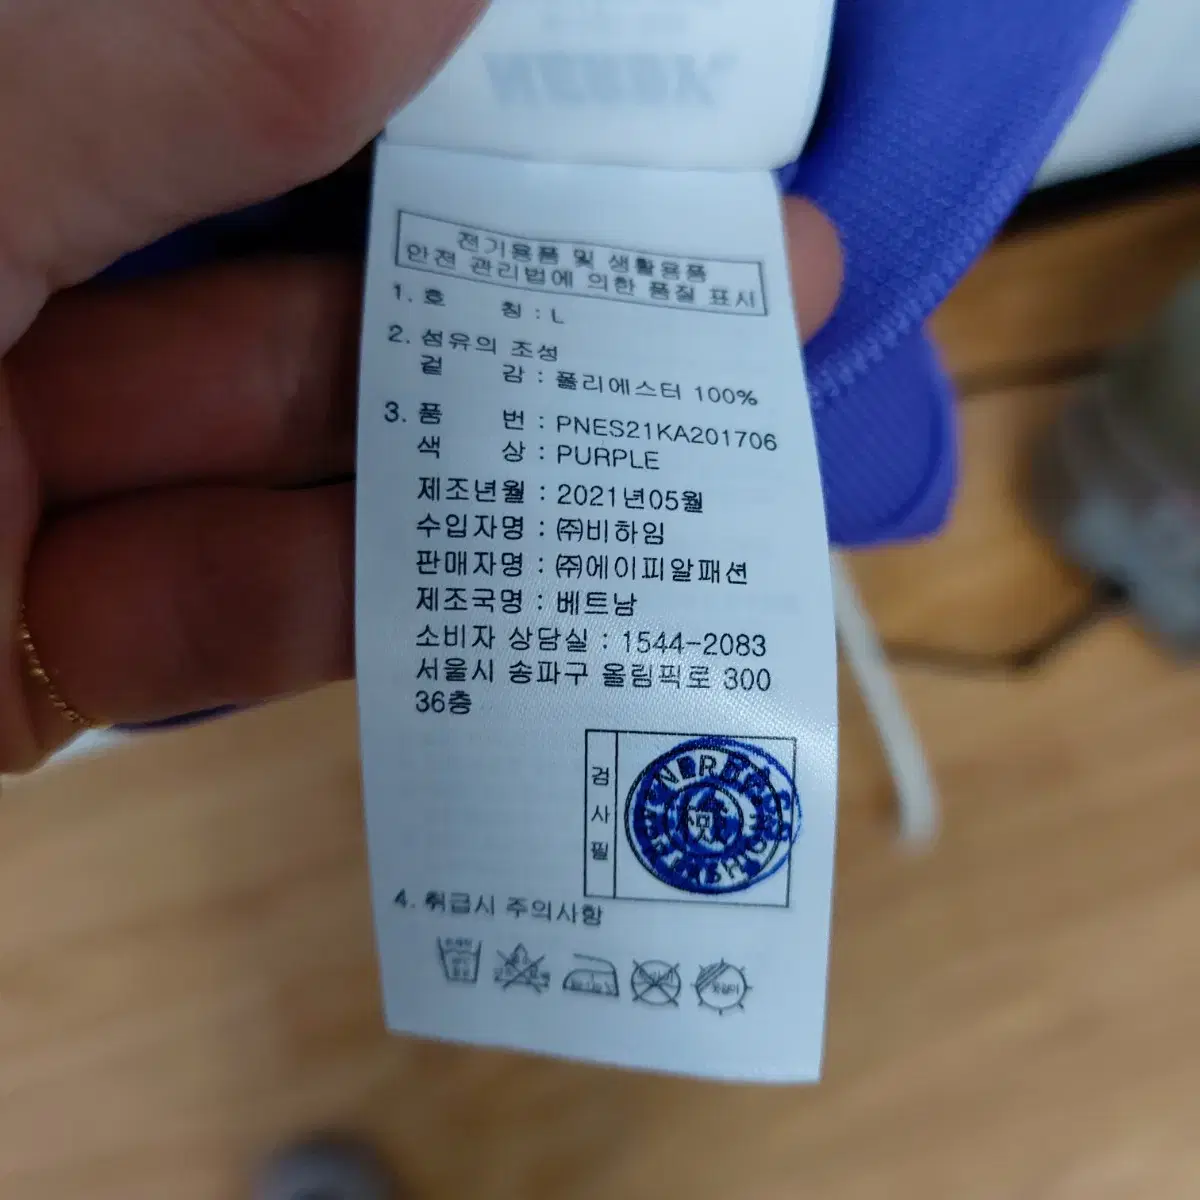 전기용품 및 생활용품
안전 관리법에 의한 품질 표시
1. 호 칭 : L
2. 섬유의 조성
겉 감 : 폴리에스터 100%
3. 품 번 : PNES21KA201706
색 상 : PURPLE
제조년월 : 2021년05월
수입자명 : ㈜비하임
판매자명 : ㈜에이피알패션
제조국명 : 베트남
소비자 상담실 : 1544-2083
서울시 송파구 올림픽로 300
36층
검
사
필
4. 취급시 주의사항